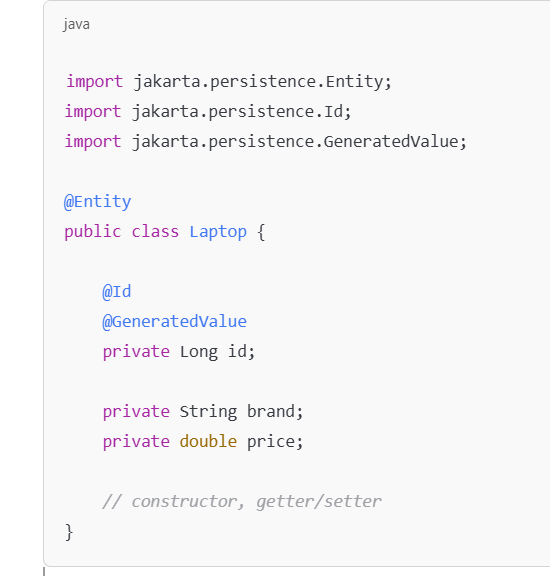 java
import jakarta.persistence.Entity;
import jakarta.persistence.Id;
import jakarta.persistence.GeneratedValue;
@Entity
public class Laptop {
@Id
@GeneratedValue
private Long id;
private String brand;
private double price;
// constructor, getter/setter
}